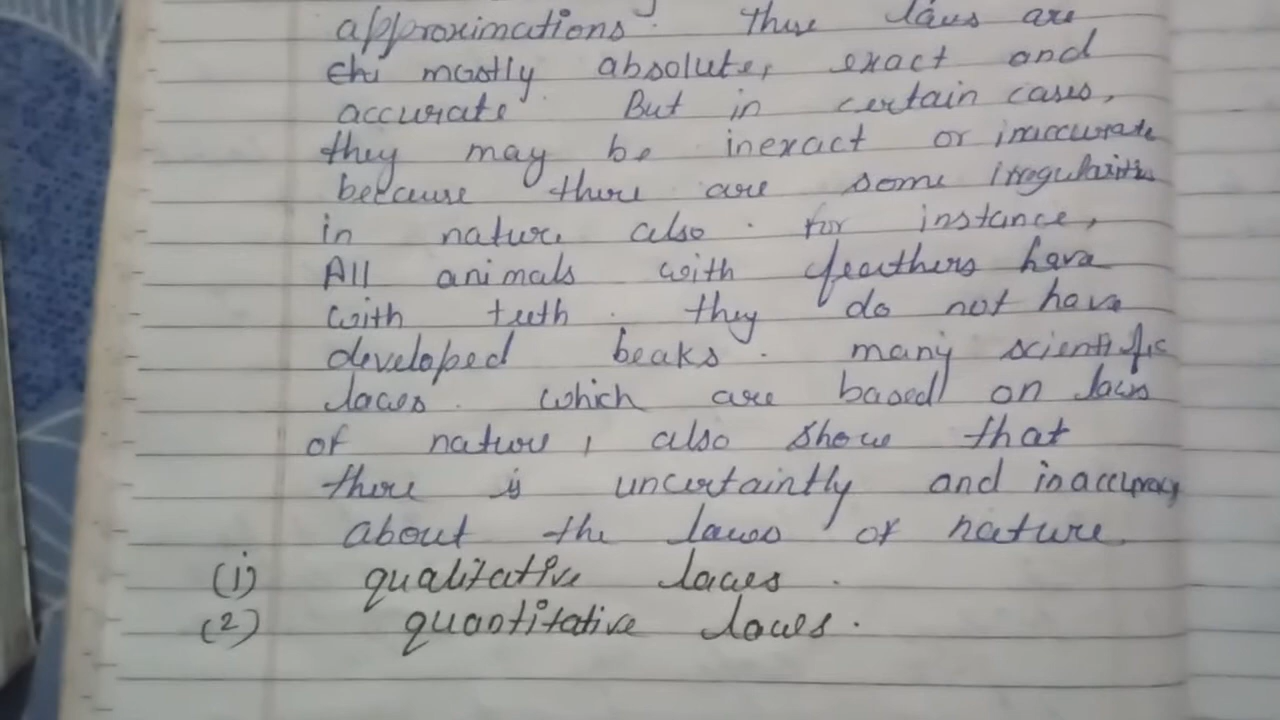 approximations. These laws are
mostly absolute, exact and
accurate. But in certain cases,
they may be inexact or inaccurate
because there are some irregularities
in nature also. for instance,
All animals with feathers have
with teeth. they do not have
developed beaks. many scientific
laws. which are based on laws
of nature, also show that
there is uncertaintly and inaccuracy
about the laws of nature.
(1) qualitative laws.
(2) quantitative laws.